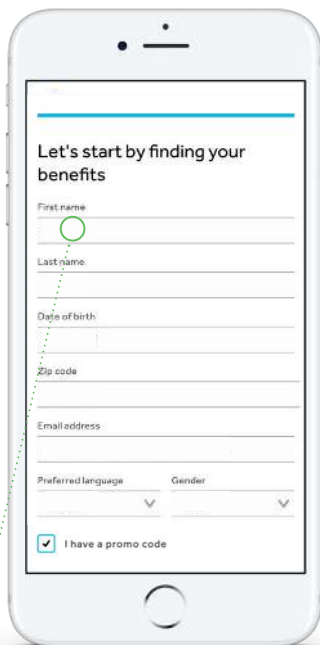 Let's start by finding your
benefits
First name
Last name
Date of birth
Zip code
Email address
Preferred language Gender
I have a promo code